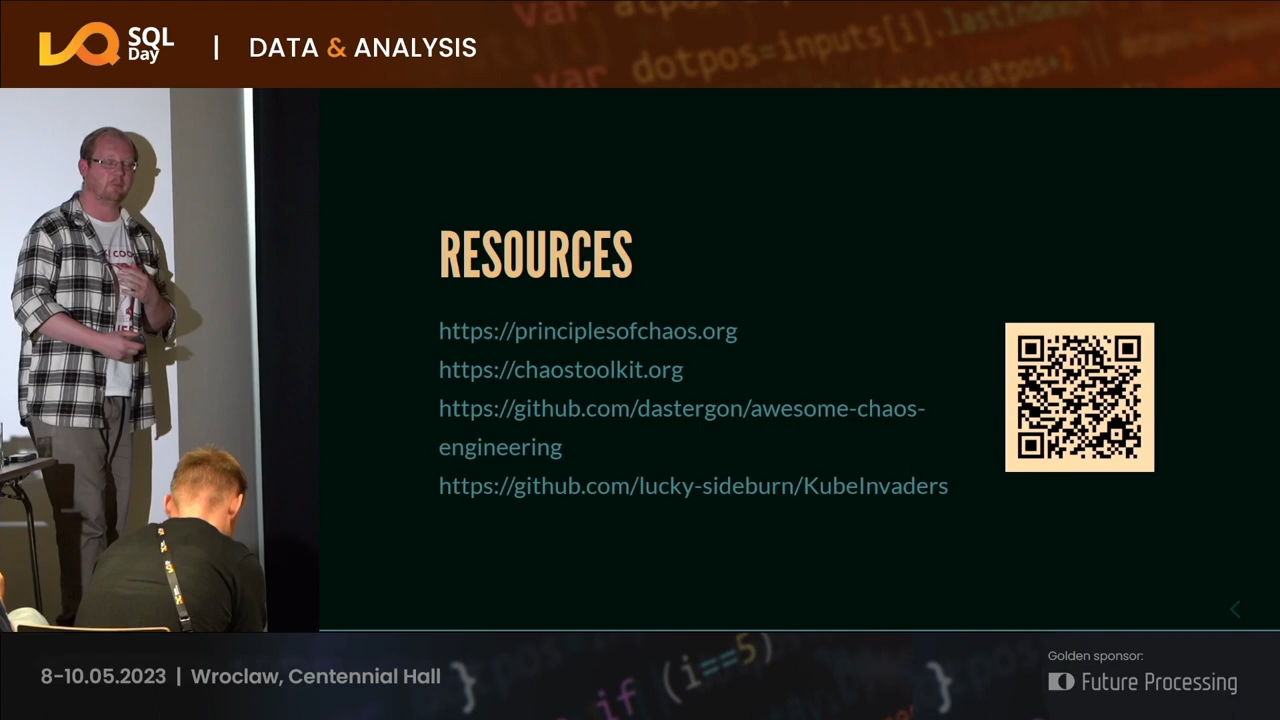 SQL
Day
| DATA & ANALYSIS
var
dotpos=inputs[i].lastIndex
var
RESOURCES
https://principlesofchaos.org
https://chaostoolkit.org
https://github.com/dastergon/awesome-chaos-
engineering
https://github.com/lucky-sideburn/KubeInvaders
8-10.05.2023 | Wroclaw, Centennial Hall
} if (i==5) }
Golden sponsor:
Future Processing